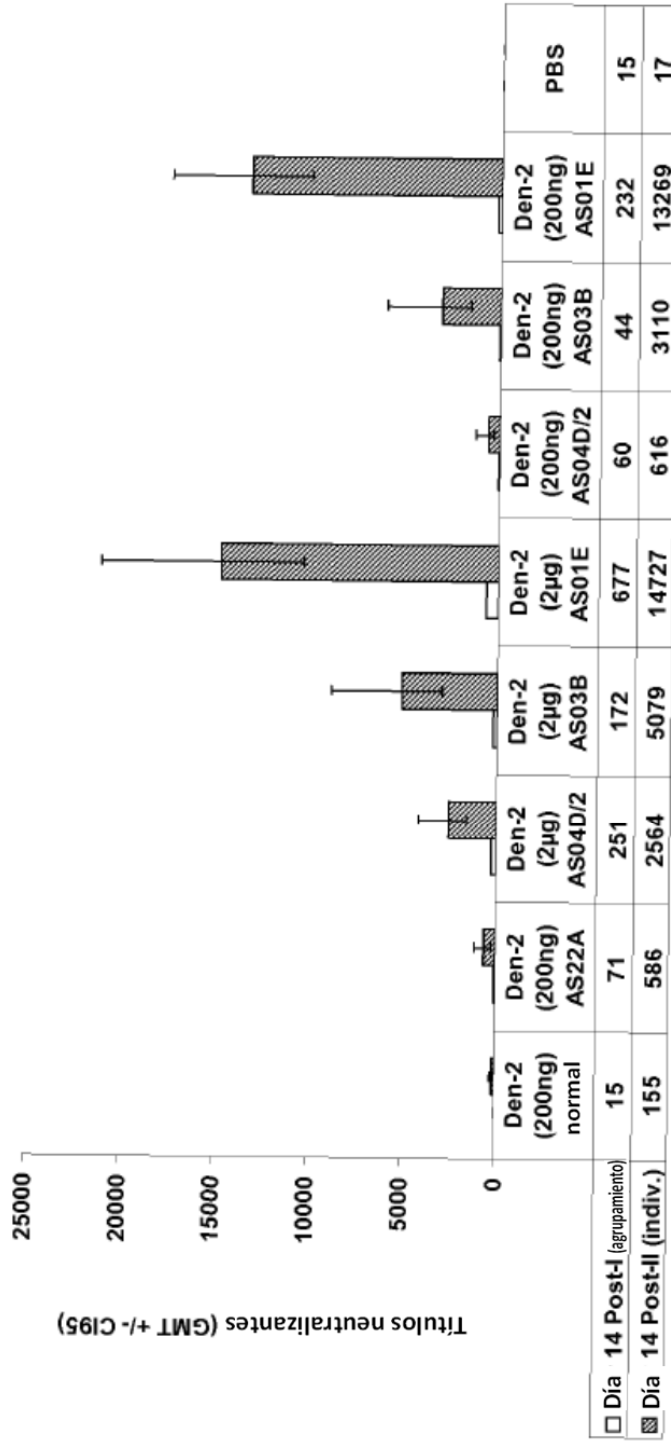 Títulos neutralizantes (GMT +/- CI95)
25000
20000
15000
10000
5000
0
Den-2 (200ng) normal
Den-2 (200ng) AS22A
Den-2 (2µg) AS04D/2
Den-2 (2µg) AS03B
Den-2 (2µg) AS01E
Den-2 (200ng) AS04D/2
Den-2 (200ng) AS03B
Den-2 (200ng) AS01E
PBS
Día 14 Post-I (agrupamiento) 15 71 251 172 677 60 44 232 15
Día 14 Post-II (indiv.) 155 586 2564 5079 14727 616 3110 13269 17